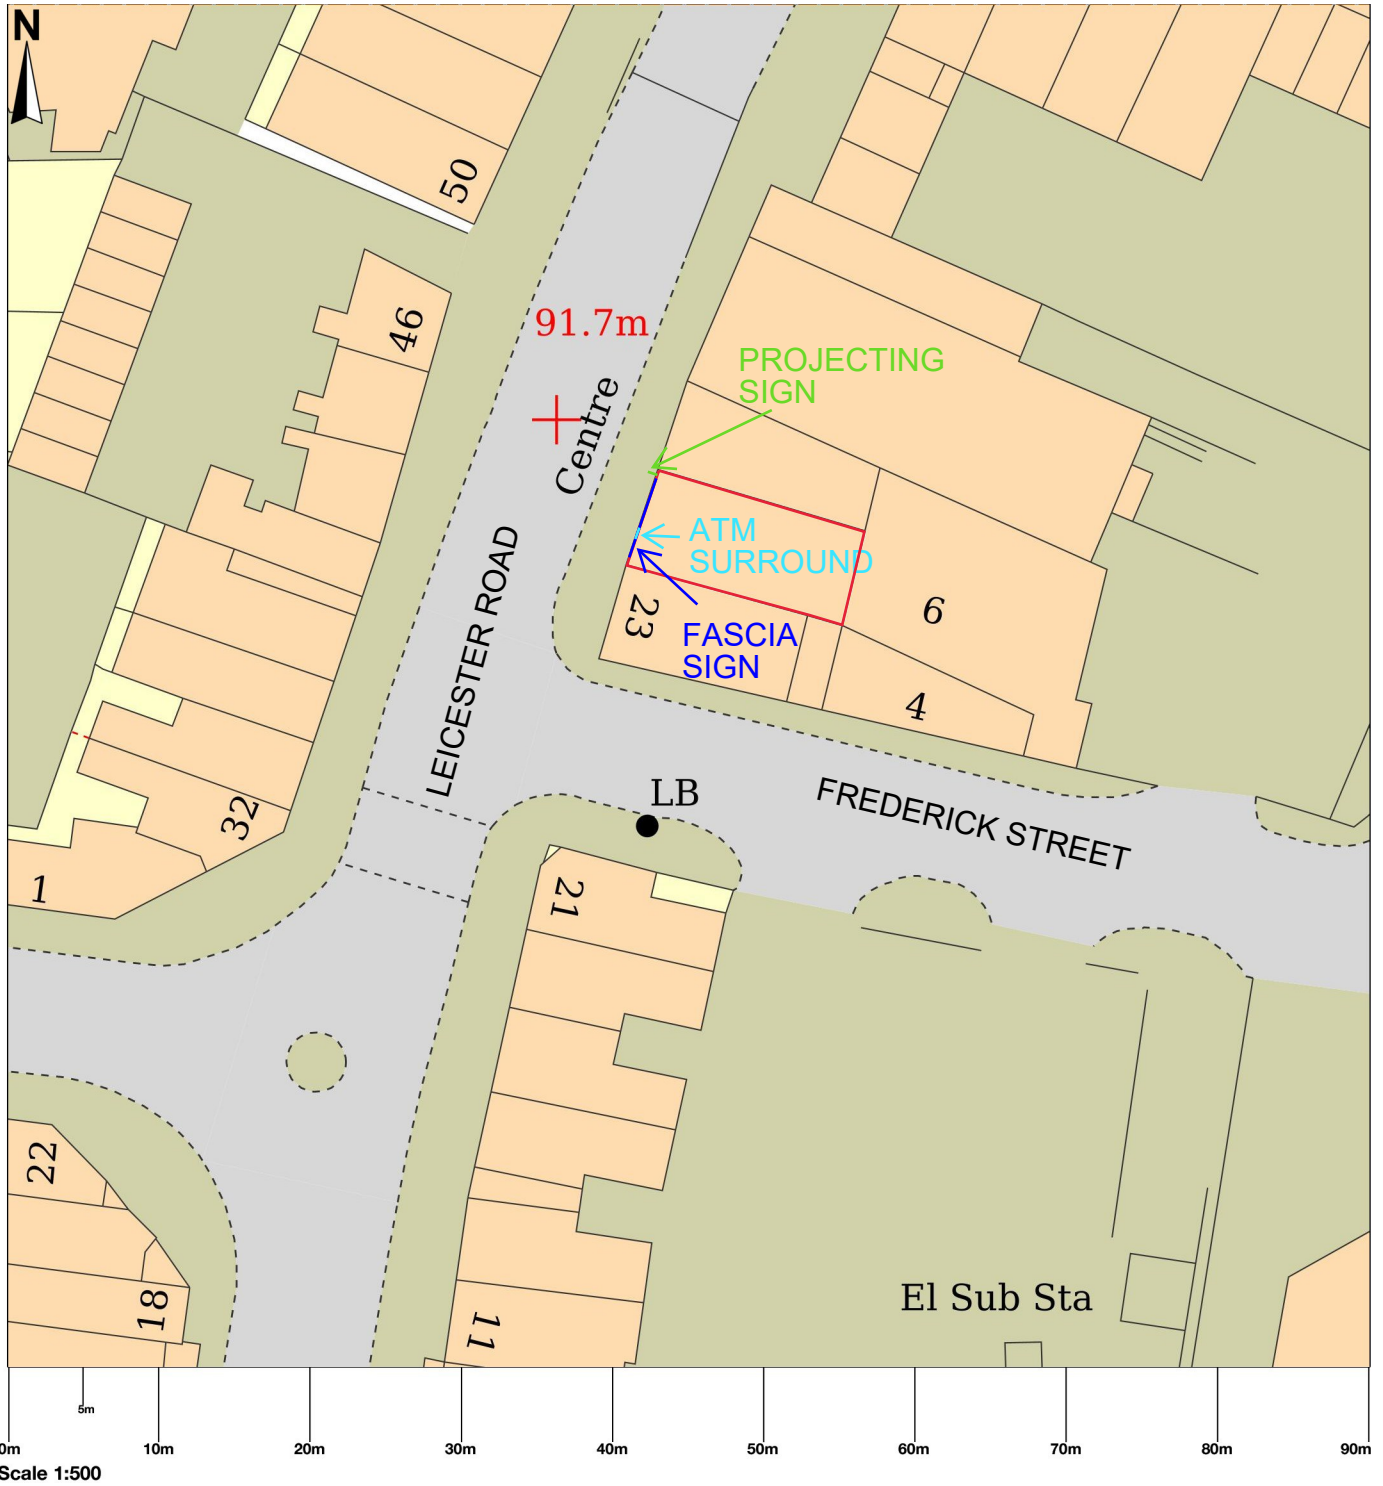 N
50
46
91.7m
PROJECTING
SIGN
Centre
ATM
SURROUND
LEICESTER ROAD
23
6
FASCIA
SIGN
4
LB
FREDERICK STREET
32
1
21
22
El Sub Sta
18
11
5m
0m 10m 20m 30m 40m 50m 60m 70m 80m 90m
Scale 1:500